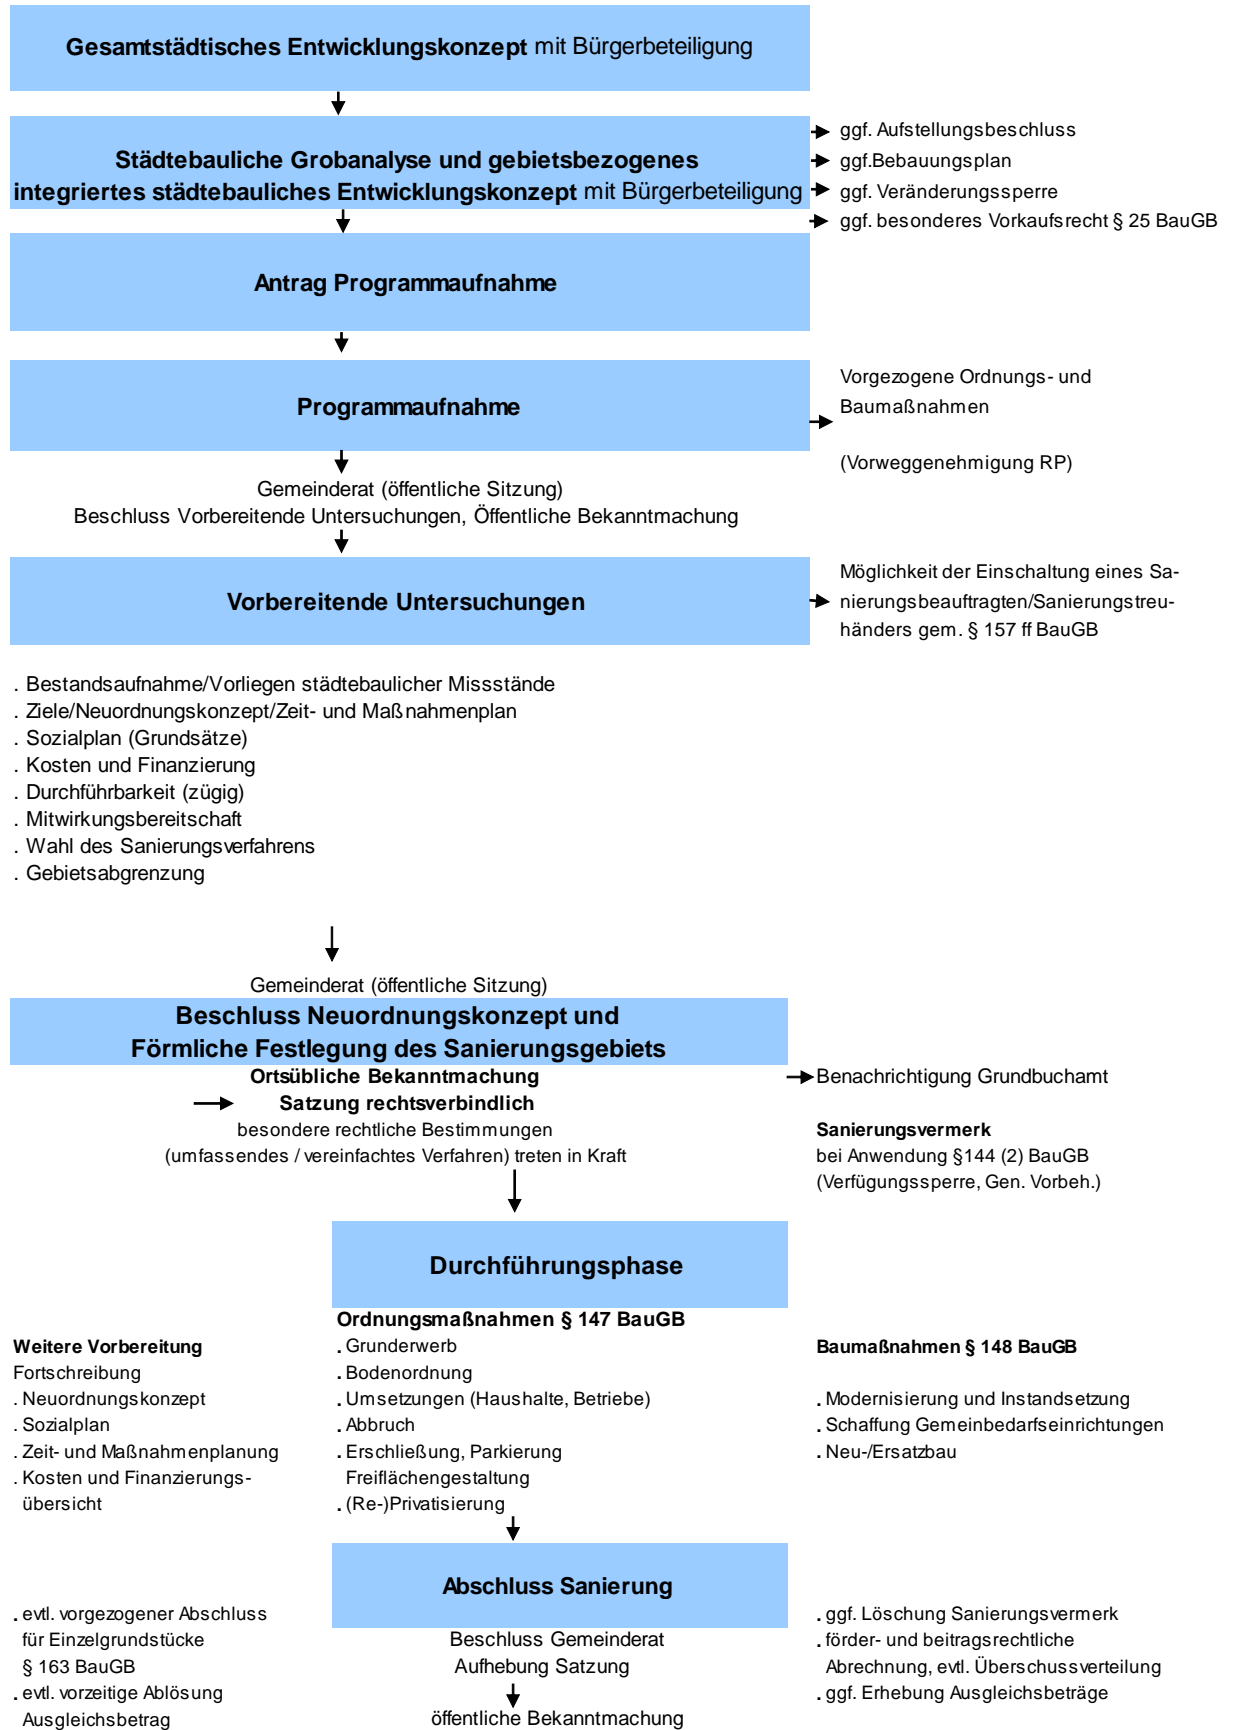 Gesamtstädtisches Entwicklungskonzept mit Bürgerbeteiligung
Städtebauliche Grobanalyse und gebietsbezogenes
integriertes städtebauliches Entwicklungskonzept mit Bürgerbeteiligung
ggf. Aufstellungsbeschluss
ggf.Bebauungsplan
ggf. Veränderungssperre
ggf. besonderes Vorkaufsrecht § 25 BauGB
Antrag Programmaufnahme
Programmaufnahme
Vorgezogene Ordnungs- und
Baumaßnahmen
(Vorweggenehmigung RP)
Gemeinderat (öffentliche Sitzung)
Beschluss Vorbereitende Untersuchungen, Öffentliche Bekanntmachung
Vorbereitende Untersuchungen
Möglichkeit der Einschaltung eines Sa-
nierungsbeauftragten/Sanierungstreu-
händers gem. § 157 ff BauGB
. Bestandsaufnahme/Vorliegen städtebaulicher Missstände
. Ziele/Neuordnungskonzept/Zeit- und Maßnahmenplan
. Sozialplan (Grundsätze)
. Kosten und Finanzierung
. Durchführbarkeit (zügig)
. Mitwirkungsbereitschaft
. Wahl des Sanierungsverfahrens
. Gebietsabgrenzung
Gemeinderat (öffentliche Sitzung)
Beschluss Neuordnungskonzept und
Förmliche Festlegung des Sanierungsgebiets
Ortsübliche Bekanntmachung
Satzung rechtsverbindlich
besondere rechtliche Bestimmungen
(umfassendes / vereinfachtes Verfahren) treten in Kraft
Benachrichtigung Grundbuchamt
Sanierungsvermerk
bei Anwendung §144 (2) BauGB
(Verfügungssperre, Gen. Vorbeh.)
Durchführungsphase
Weitere Vorbereitung
Fortschreibung
. Neuordnungskonzept
. Sozialplan
. Zeit- und Maßnahmenplanung
. Kosten und Finanzierungs-
übersicht
Ordnungsmaßnahmen § 147 BauGB
. Grunderwerb
. Bodenordnung
. Umsetzungen (Haushalte, Betriebe)
. Abbruch
. Erschließung, Parkierung
Freiflächengestaltung
. (Re-)Privatisierung
Baumaßnahmen § 148 BauGB
. Modernisierung und Instandsetzung
. Schaffung Gemeinbedarfseinrichtungen
. Neu-/Ersatzbau
Abschluss Sanierung
. evtl. vorgezogener Abschluss
für Einzelgrundstücke
§ 163 BauGB
. evtl. vorzeitige Ablösung
Ausgleichsbetrag
Beschluss Gemeinderat
Aufhebung Satzung
öffentliche Bekanntmachung
. ggf. Löschung Sanierungsvermerk
. förder- und beitragsrechtliche
Abrechnung, evtl. Überschussverteilung
. ggf. Erhebung Ausgleichsbeträge